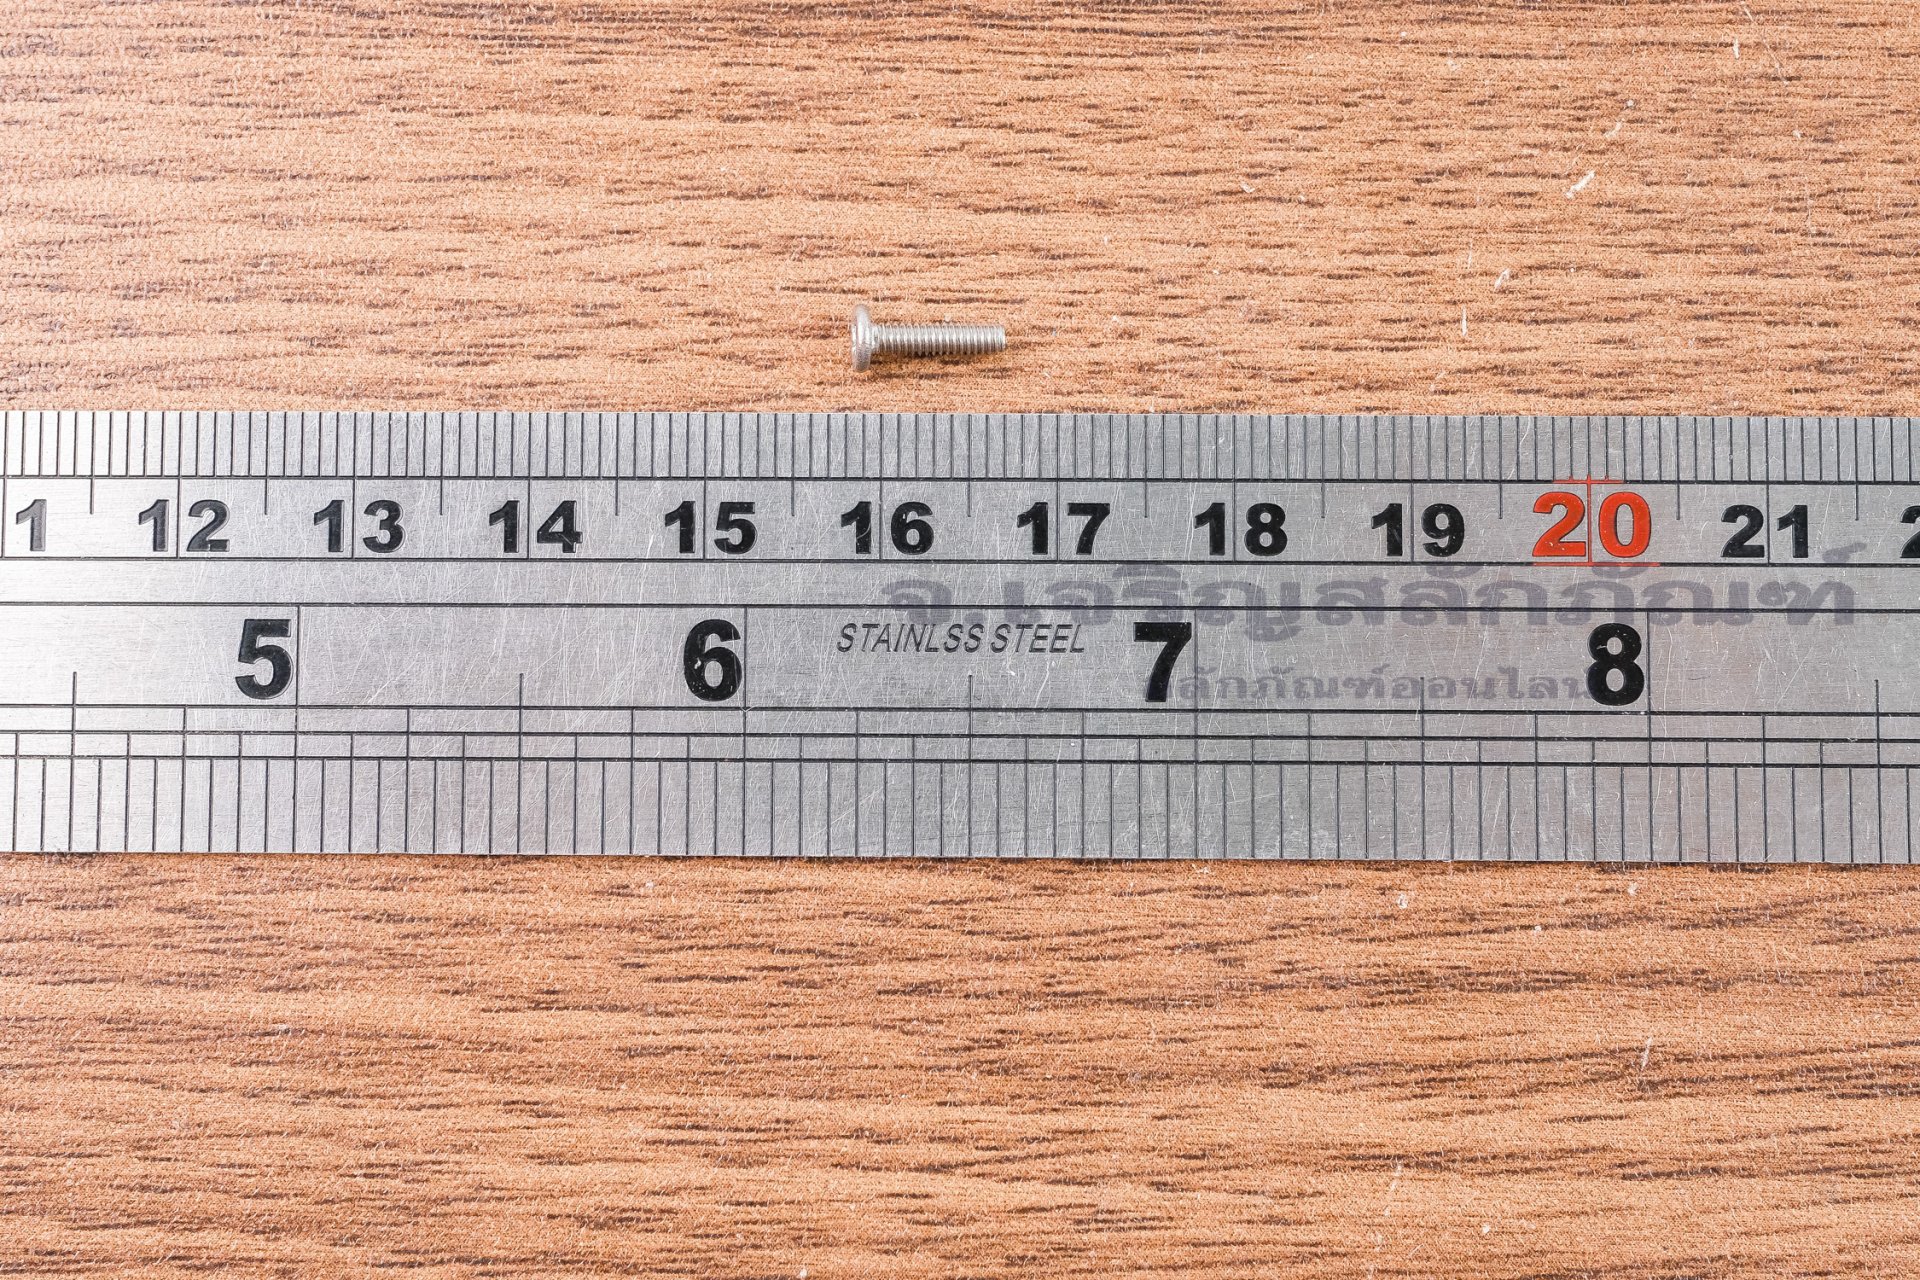 1 12 13 14 15 16 17 18 19 20 21 2
จ.เจริญสลักภัณฑ์
5 6 STAINLSS STEEL 7 8
สลักภัณฑ์ออนไลน์